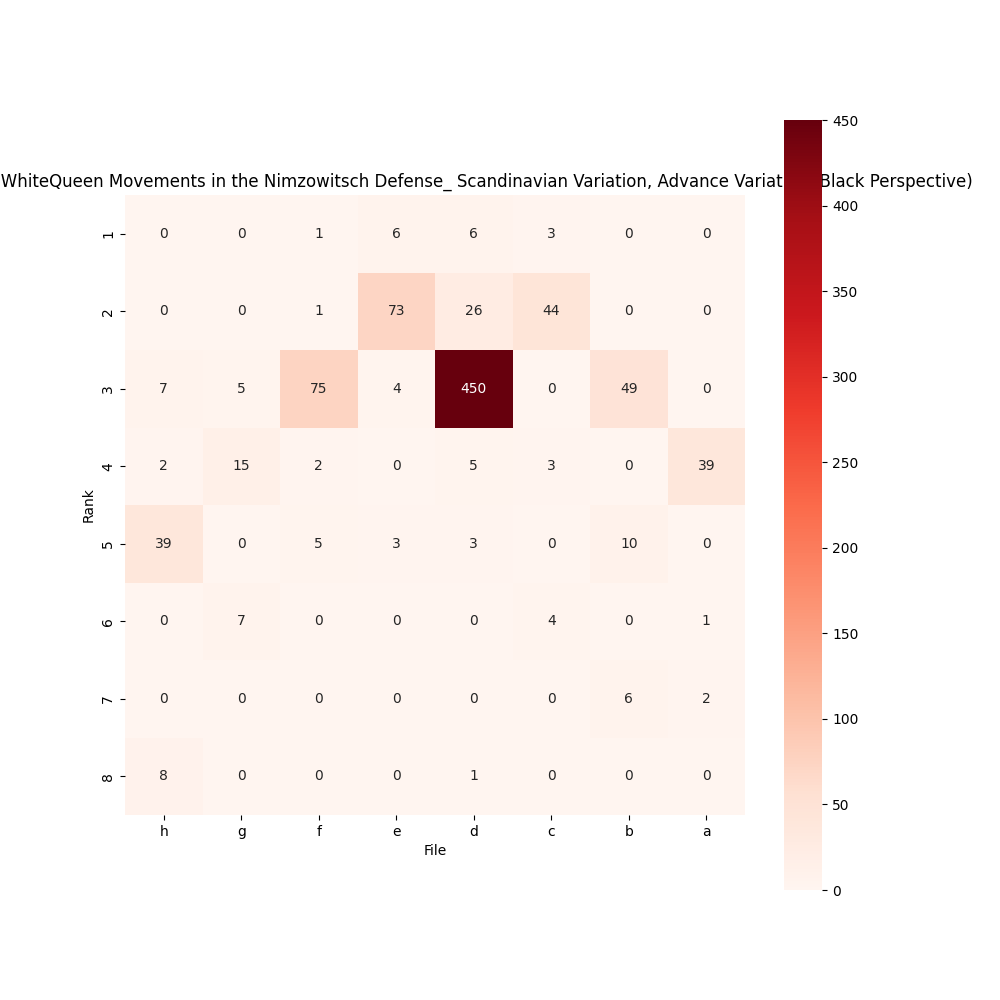 450
WhiteQueen Movements in the Nimzowitsch Defense_ Scandinavian Variation, Advance Variat Black Perspective)
400
1 0 0 1 6 6 3 0 0
350
2 0 0 1 73 26 44 0 0
300
3 7 5 75 4 450 0 49 0
250
4 2 15 2 0 5 3 0 39
Rank
200
5 39 0 5 3 3 0 10 0
150
6 0 7 0 0 0 4 0 1
100
7 0 0 0 0 0 0 6 2
50
8 8 0 0 0 1 0 0 0
h g f e d c b a
File
0